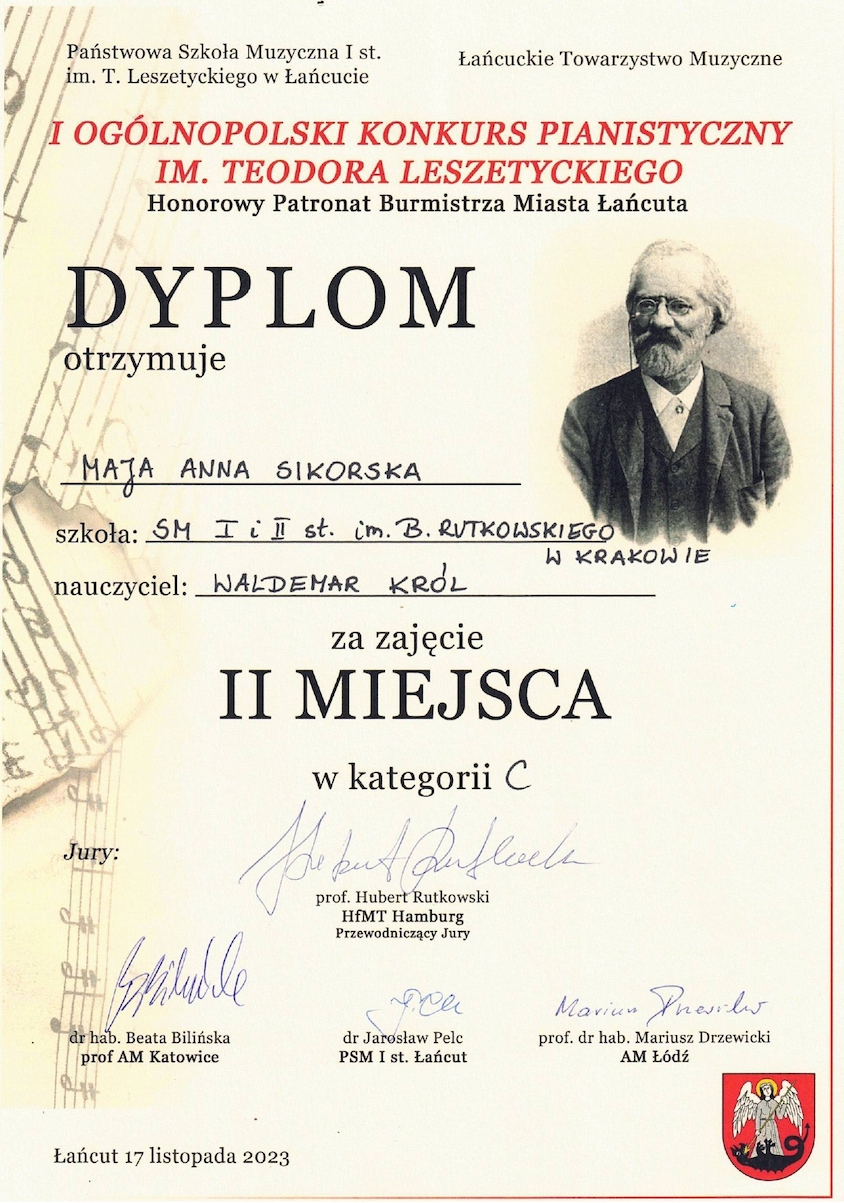 Państwowa Szkoła Muzyczna I st.
im. T. Leszetyckiego w Łańcucie
Łańcuckie Towarzystwo Muzyczne
I OGÓLNOPOLSKI KONKURS PIANISTYCZNY
IM. TEODORA LESZETYCKIEGO
Honorowy Patronat Burmistrza Miasta Łańcuta
DYPLOM
otrzymuje
MAJA ANNA SIKORSKA
szkoła: SM I i II st. im. B. RUTKOWSKIEGO
W KRAKOWIE
nauczyciel: WALDEMAR KRÓL
za zajęcie
II MIEJSCA
w kategorii C
Jury:
prof. Hubert Rutkowski
HfMT Hamburg
Przewodniczący Jury
dr hab. Beata Bilińska
prof AM Katowice
dr Jarosław Pelc
PSM I st. Łańcut
prof. dr hab. Mariusz Drzewicki
AM Łódź
Łańcut 17 listopada 2023